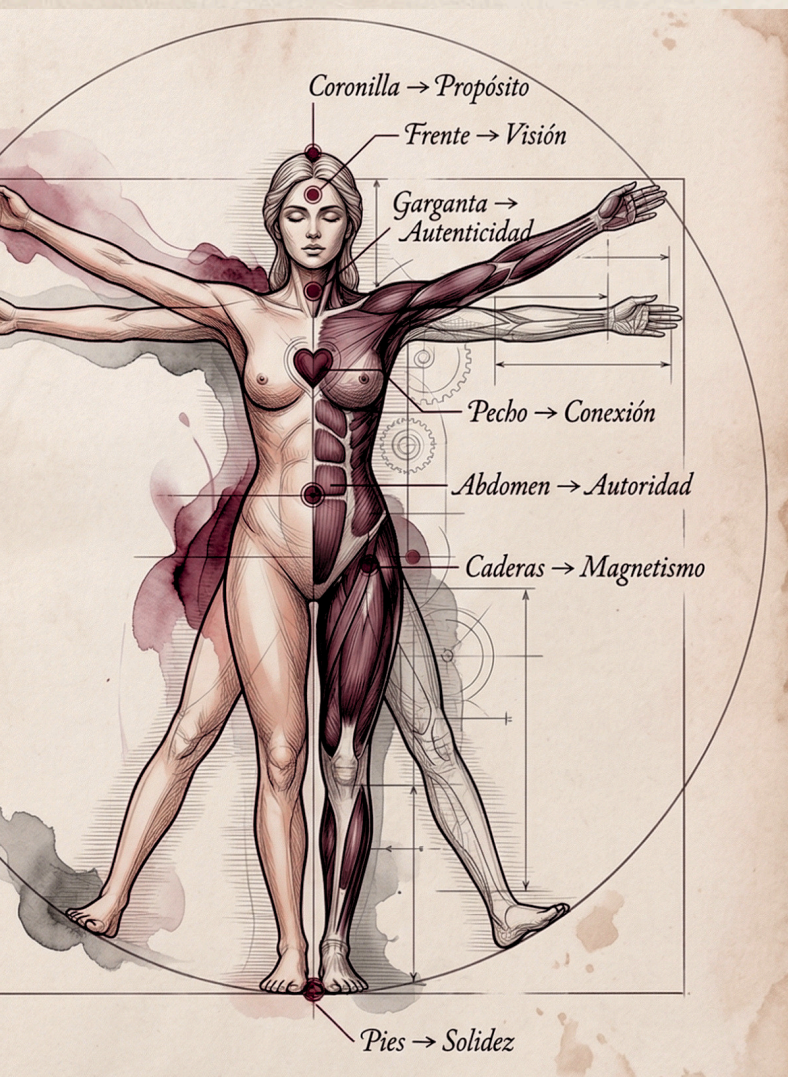 Coronilla → Propósito
Frente → Visión
Garganta →
Autenticidad
Pecho → Conexión
Abdomen → Autoridad
Caderas → Magnetismo
Pies → Solidez